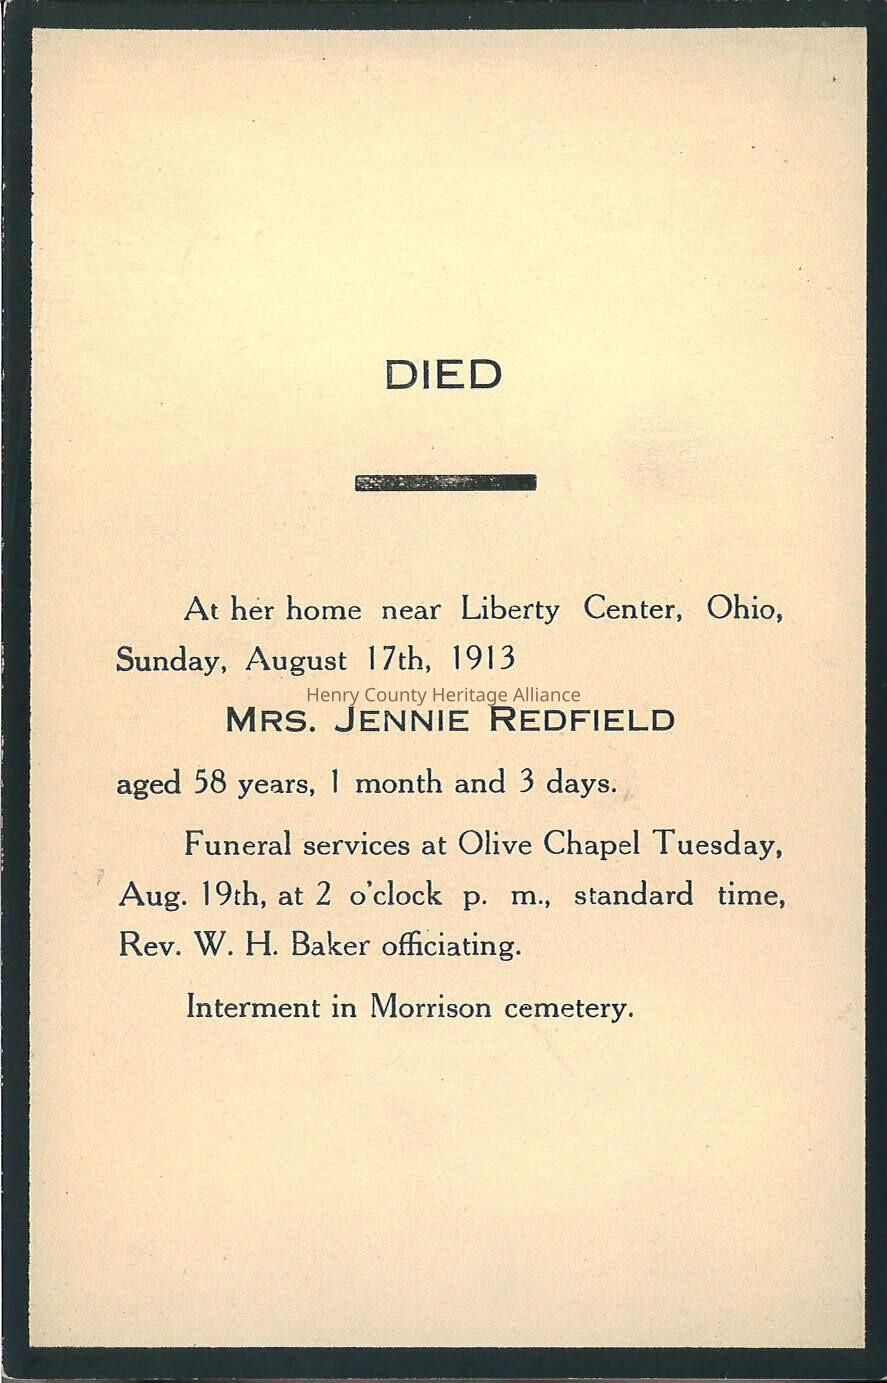 DIED
At her home near Liberty Center, Ohio,
Sunday, August 17th, 1913
Henry County Heritage Alliance
MRS. JENNIE REDFIELD
aged 58 years, 1 month and 3 days.
Funeral services at Olive Chapel Tuesday,
Aug. 19th, at 2 o'clock p. m., standard time,
Rev. W. H. Baker officiating.
Interment in Morrison cemetery.